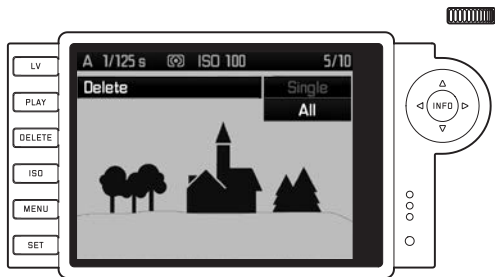 A 1/125 s ISO 100 5/10
Delete Single
All
LV
PLAY
DELETE
ISO
MENU
SET
INFO